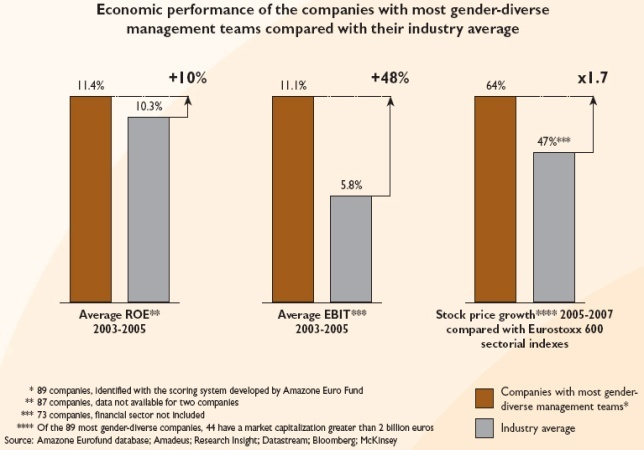 Economic performance of the companies with most gender-diverse
management teams compared with their industry average
11.4%
+10%
10.3%
11.1%
+48%
5.8%
64%
x1.7
47%***
Average ROE**
2003-2005
Average EBIT***
2003-2005
Stock price growth**** 2005-2007
compared with Eurostoxx 600
sectorial indexes
* 89 companies, identified with the scoring system developed by Amazone Euro Fund
** 87 companies, data not available for two companies
*** 73 companies, financial sector not included
**** Of the 89 most gender-diverse companies, 44 have a market capitalization greater than 2 billion euros
Source: Amazone Eurofund database; Amadeus; Research Insight; Datastream; Bloomberg; McKinsey
Companies with most gender-
diverse management teams*
Industry average